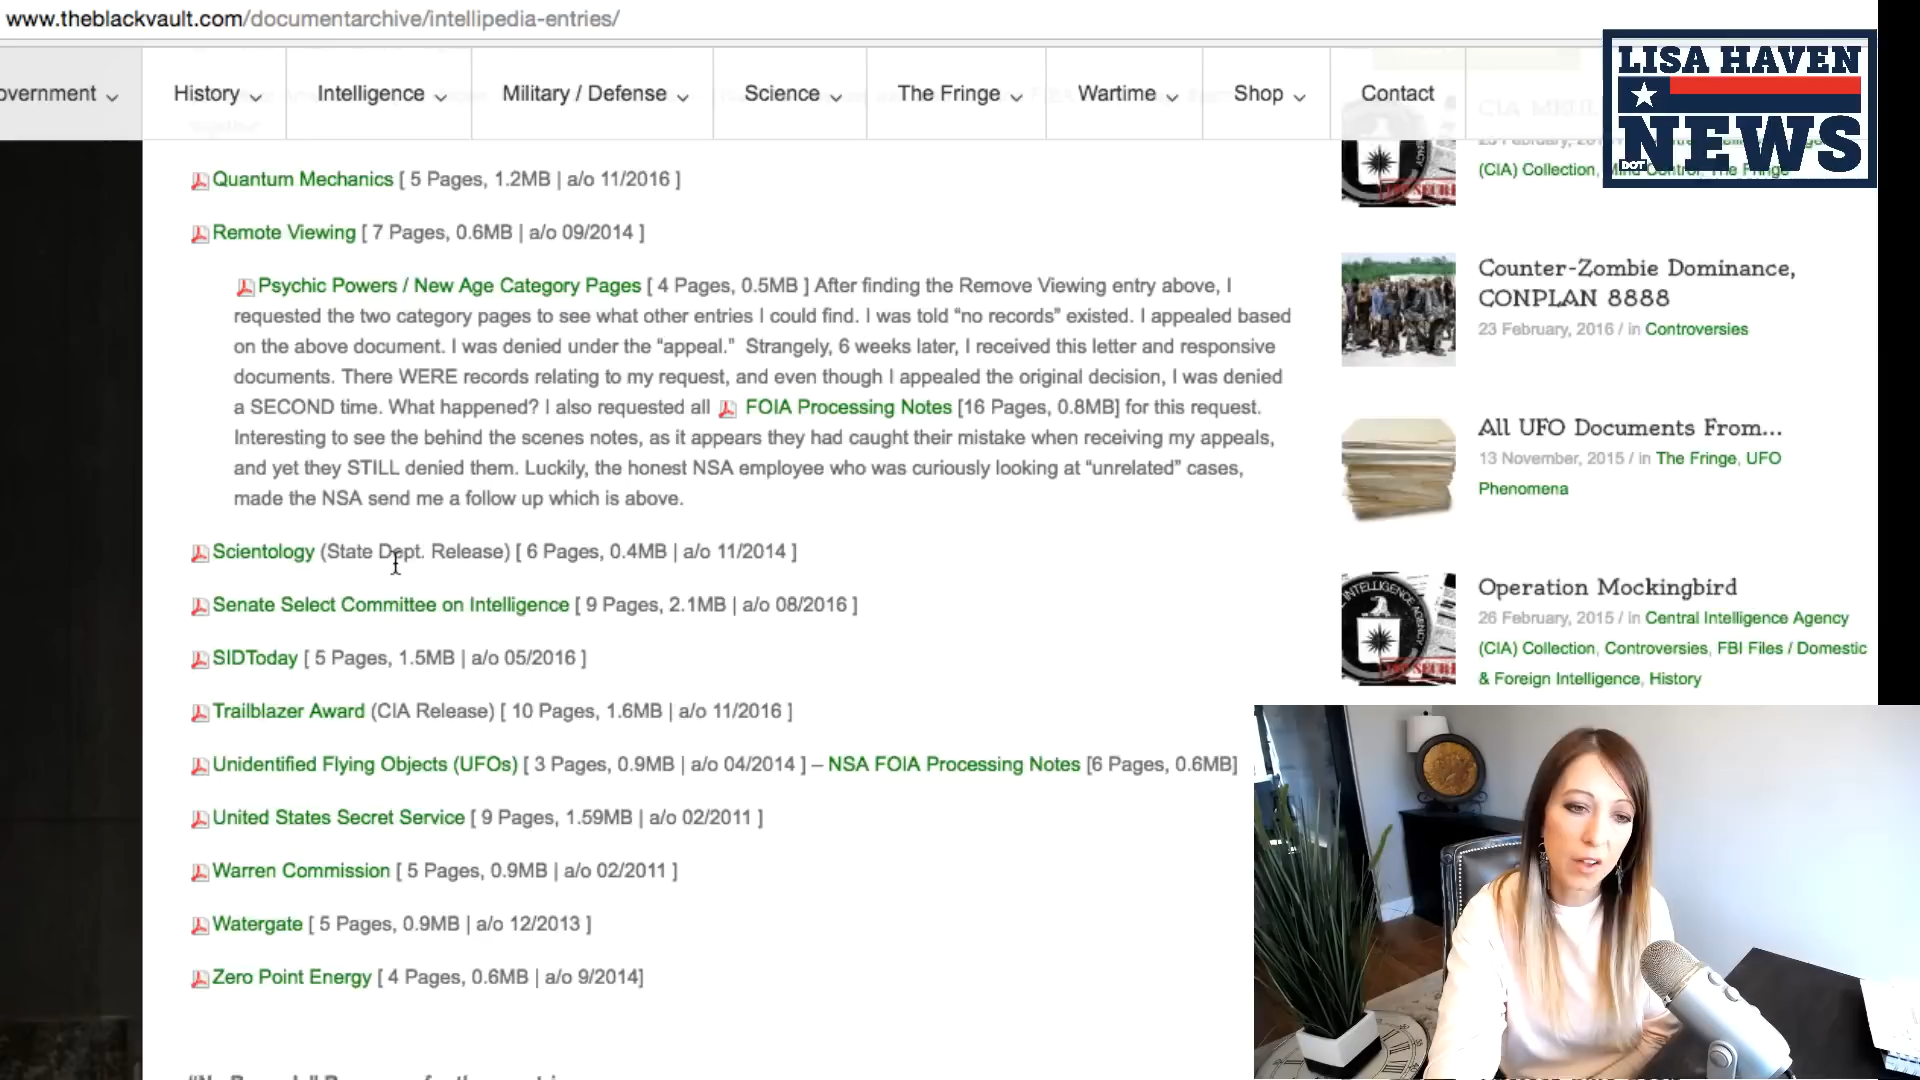 www.theblackvault.com/documentarchive/intellipedia-entries/
overnment History Intelligence Military / Defense Science The Fringe Wartime Shop Contact
LISA HAVEN
DOT NEWS
Quantum Mechanics [ 5 Pages, 1.2MB | a/o 11/2016 ]
Remote Viewing [ 7 Pages, 0.6MB | a/o 09/2014 ]
Psychic Powers / New Age Category Pages [ 4 Pages, 0.5MB ] After finding the Remove Viewing entry above, I
requested the two category pages to see what other entries I could find. I was told “no records” existed. I appealed based
on the above document. I was denied under the “appeal.” Strangely, 6 weeks later, I received this letter and responsive
documents. There WERE records relating to my request, and even though I appealed the original decision, I was denied
a SECOND time. What happened? I also requested all FOIA Processing Notes [16 Pages, 0.8MB] for this request.
Interesting to see the behind the scenes notes, as it appears they had caught their mistake when receiving my appeals,
and yet they STILL denied them. Luckily, the honest NSA employee who was curiously looking at “unrelated” cases,
made the NSA send me a follow up which is above.
Scientology (State Dept. Release) [ 6 Pages, 0.4MB | a/o 11/2014 ]
Senate Select Committee on Intelligence [ 9 Pages, 2.1MB | a/o 08/2016 ]
SIDToday [ 5 Pages, 1.5MB | a/o 05/2016 ]
Trailblazer Award (CIA Release) [ 10 Pages, 1.6MB | a/o 11/2016 ]
Unidentified Flying Objects (UFOs) [ 3 Pages, 0.9MB | a/o 04/2014 ] – NSA FOIA Processing Notes [6 Pages, 0.6MB]
United States Secret Service [ 9 Pages, 1.59MB | a/o 02/2011 ]
Warren Commission [ 5 Pages, 0.9MB | a/o 02/2011 ]
Watergate [ 5 Pages, 0.9MB | a/o 12/2013 ]
Zero Point Energy [ 4 Pages, 0.6MB | a/o 9/2014]
(CIA) Collection, Mind Control, The Fringe
Counter-Zombie Dominance,
CONPLAN 8888
23 February, 2016 / in Controversies
All UFO Documents From...
13 November, 2015 / in The Fringe, UFO
Phenomena
Operation Mockingbird
26 February, 2015 / in Central Intelligence Agency
(CIA) Collection, Controversies, FBI Files / Domestic
& Foreign Intelligence, History